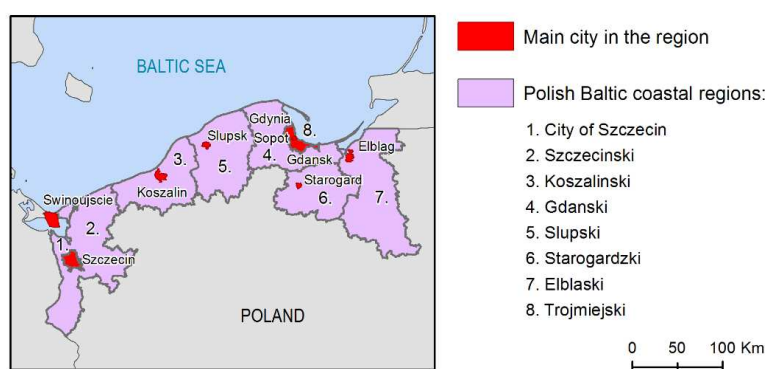 BALTIC SEA
Gdynia
8.
Slupsk
Sopot
3.
4.
Gdansk
Elblag
5.
Koszalin
Starogard
6.
7.
Swinoujscie
2.
1.
Szczecin
POLAND
Main city in the region
Polish Baltic coastal regions:
1. City of Szczecin
2. Szczecinski
3. Koszalinski
4. Gdanski
5. Slupski
6. Starogardzki
7. Elblaski
8. Trojmiejski
0 50 100 Km